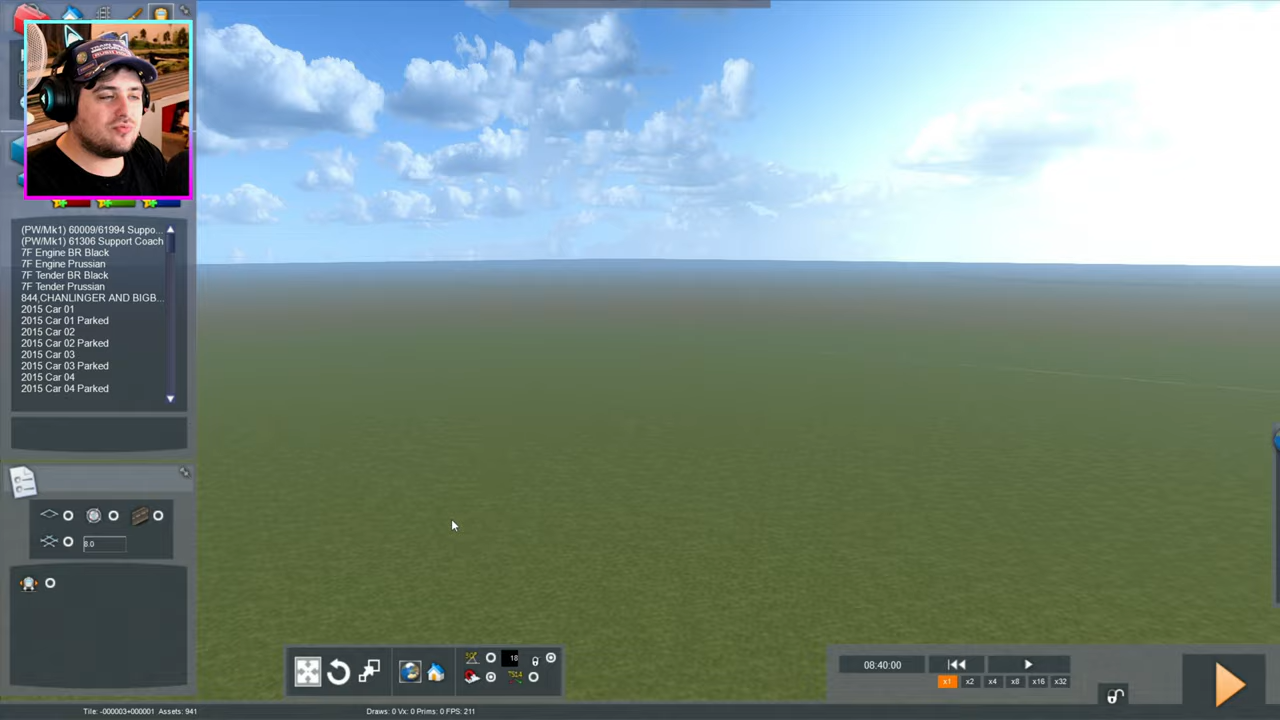 (PW/Mk1) 60009/61994 Suppo...
(PW/Mk1) 61306 Support Coach
7F Engine BR Black
7F Engine Prussian
7F Tender BR Black
7F Tender Prussian
844,CHANLINGER AND BIGB...
2015 Car 01
2015 Car 01 Parked
2015 Car 02
2015 Car 02 Parked
2015 Car 03
2015 Car 03 Parked
2015 Car 04
2015 Car 04 Parked
18
08:40:00
x1 x2 x4 x8 x16 x32
Tile: -000003+000001 Assets: 941
Draws: 0 Vx: 0 Prims: 0 FPS: 211